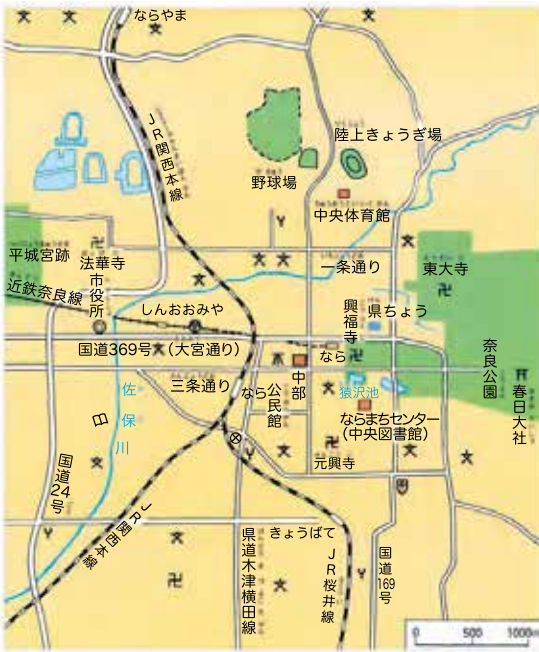 ならやま
JR関西本線
陸上きょうぎ場
野球場
中央体育館
平城宮跡
法華寺
一条通り
東大寺
近鉄奈良線
市役所
しんおおみや
興福寺
県ちょう
国道369号
(大宮通り)
なら
奈良公園
春日大社
三条通り
なら
中部公民館
猿沢池
佐保川
ならまちセンター
(中央図書館)
元興寺
国道24号
JR関西本線
県道木津横田線
きょうばて
JR桜井線
国道169号
0 500 1000m